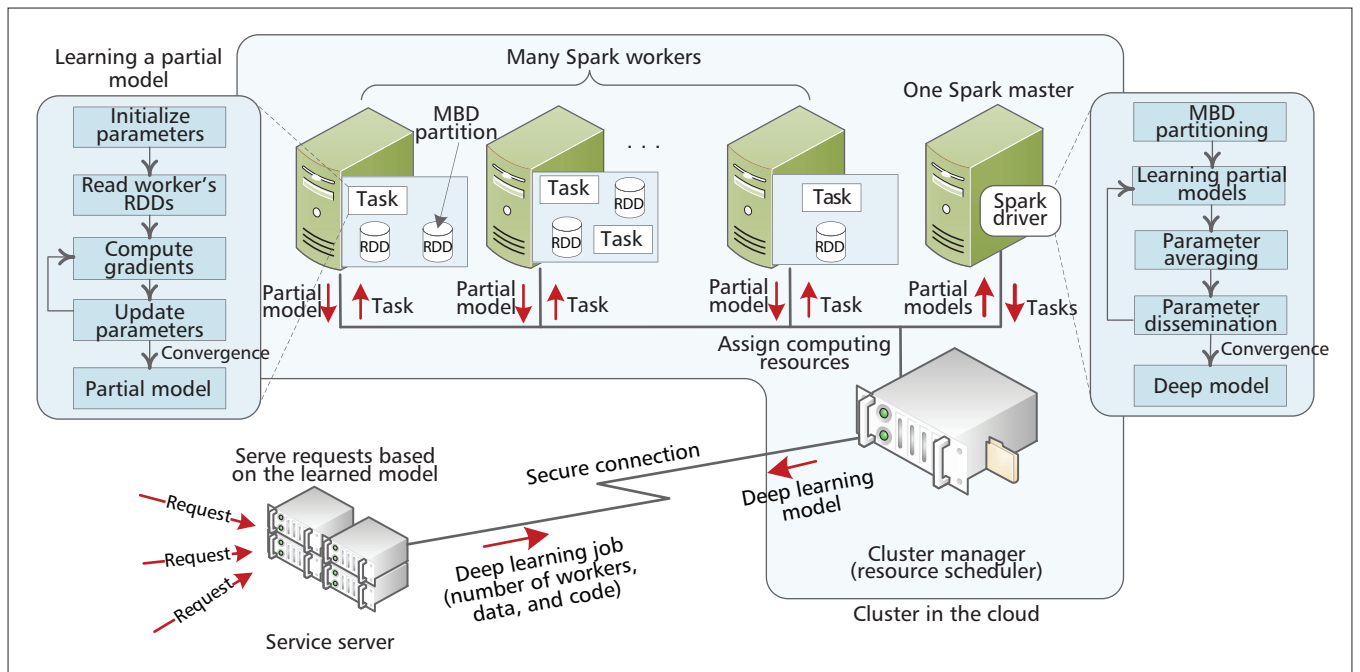 Learning a partial
model
Initialize
parameters
Read worker's
RDDs
Compute
gradients
Update
parameters
Convergence
Partial model
Many Spark workers
MBD
partition
. . .
Task
RDD
RDD
Task
RDD
RDD
Task
Task
RDD
One Spark master
Spark
driver
MBD
partitioning
Learning partial
models
Parameter
averaging
Parameter
dissemination
Convergence
Deep model
Partial
model
Task
Partial
model
Task
Partial
model
Task
Partial
models
Tasks
Assign computing
resources
Serve requests based
on the learned model
Request
Request
Request
Service server
Secure connection
Deep learning job
(number of workers,
data, and code)
Deep learning
model
Cluster manager
(resource scheduler)
Cluster in the cloud